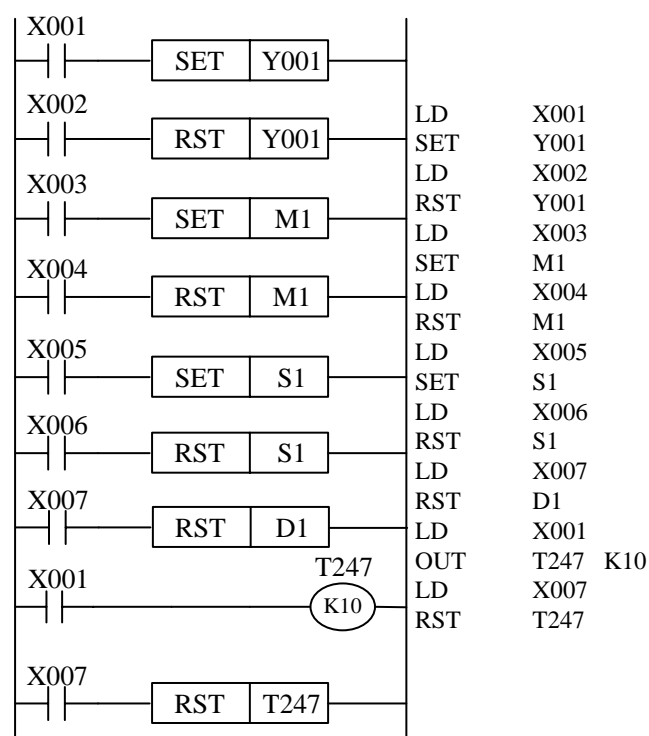 X001
SET Y001
X002
RST Y001
X003
SET M1
X004
RST M1
X005
SET S1
X006
RST S1
X007
RST D1
T247
X001
K10
X007
RST T247
LD X001
SET Y001
LD X002
RST Y001
LD X003
SET M1
LD X004
RST M1
LD X005
SET S1
LD X006
RST S1
LD X007
RST D1
LD X001
OUT T247 K10
LD X007
RST T247